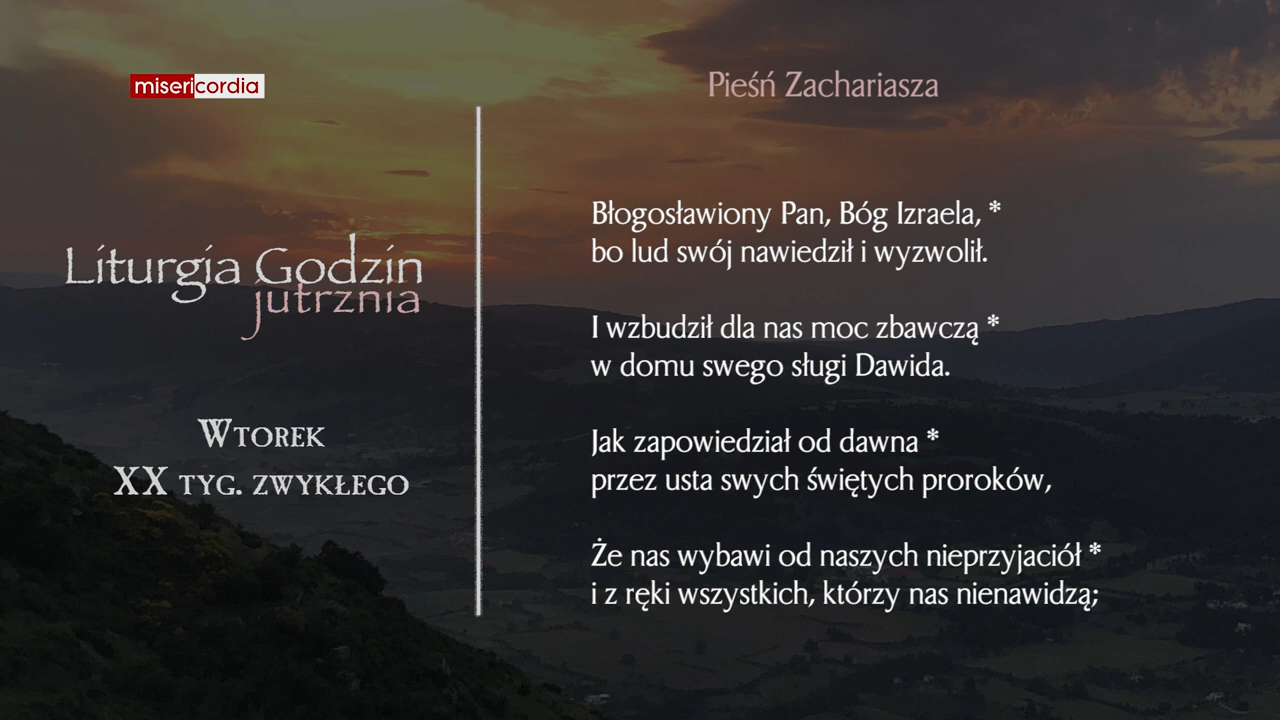 misericordia
Liturgia Godzin
jutrznia
Wtorek
XX tyg. zwykłego
Pieśń Zachariasza
Błogosławiony Pan, Bóg Izraela, *
bo lud swój nawiedził i wyzwolił.
I wzbudził dla nas moc zbawczą *
w domu swego sługi Dawida.
Jak zapowiedział od dawna *
przez usta swych świętych proroków,
Że nas wybawi od naszych nieprzyjaciół *
i z ręki wszystkich, którzy nas nienawidzą;